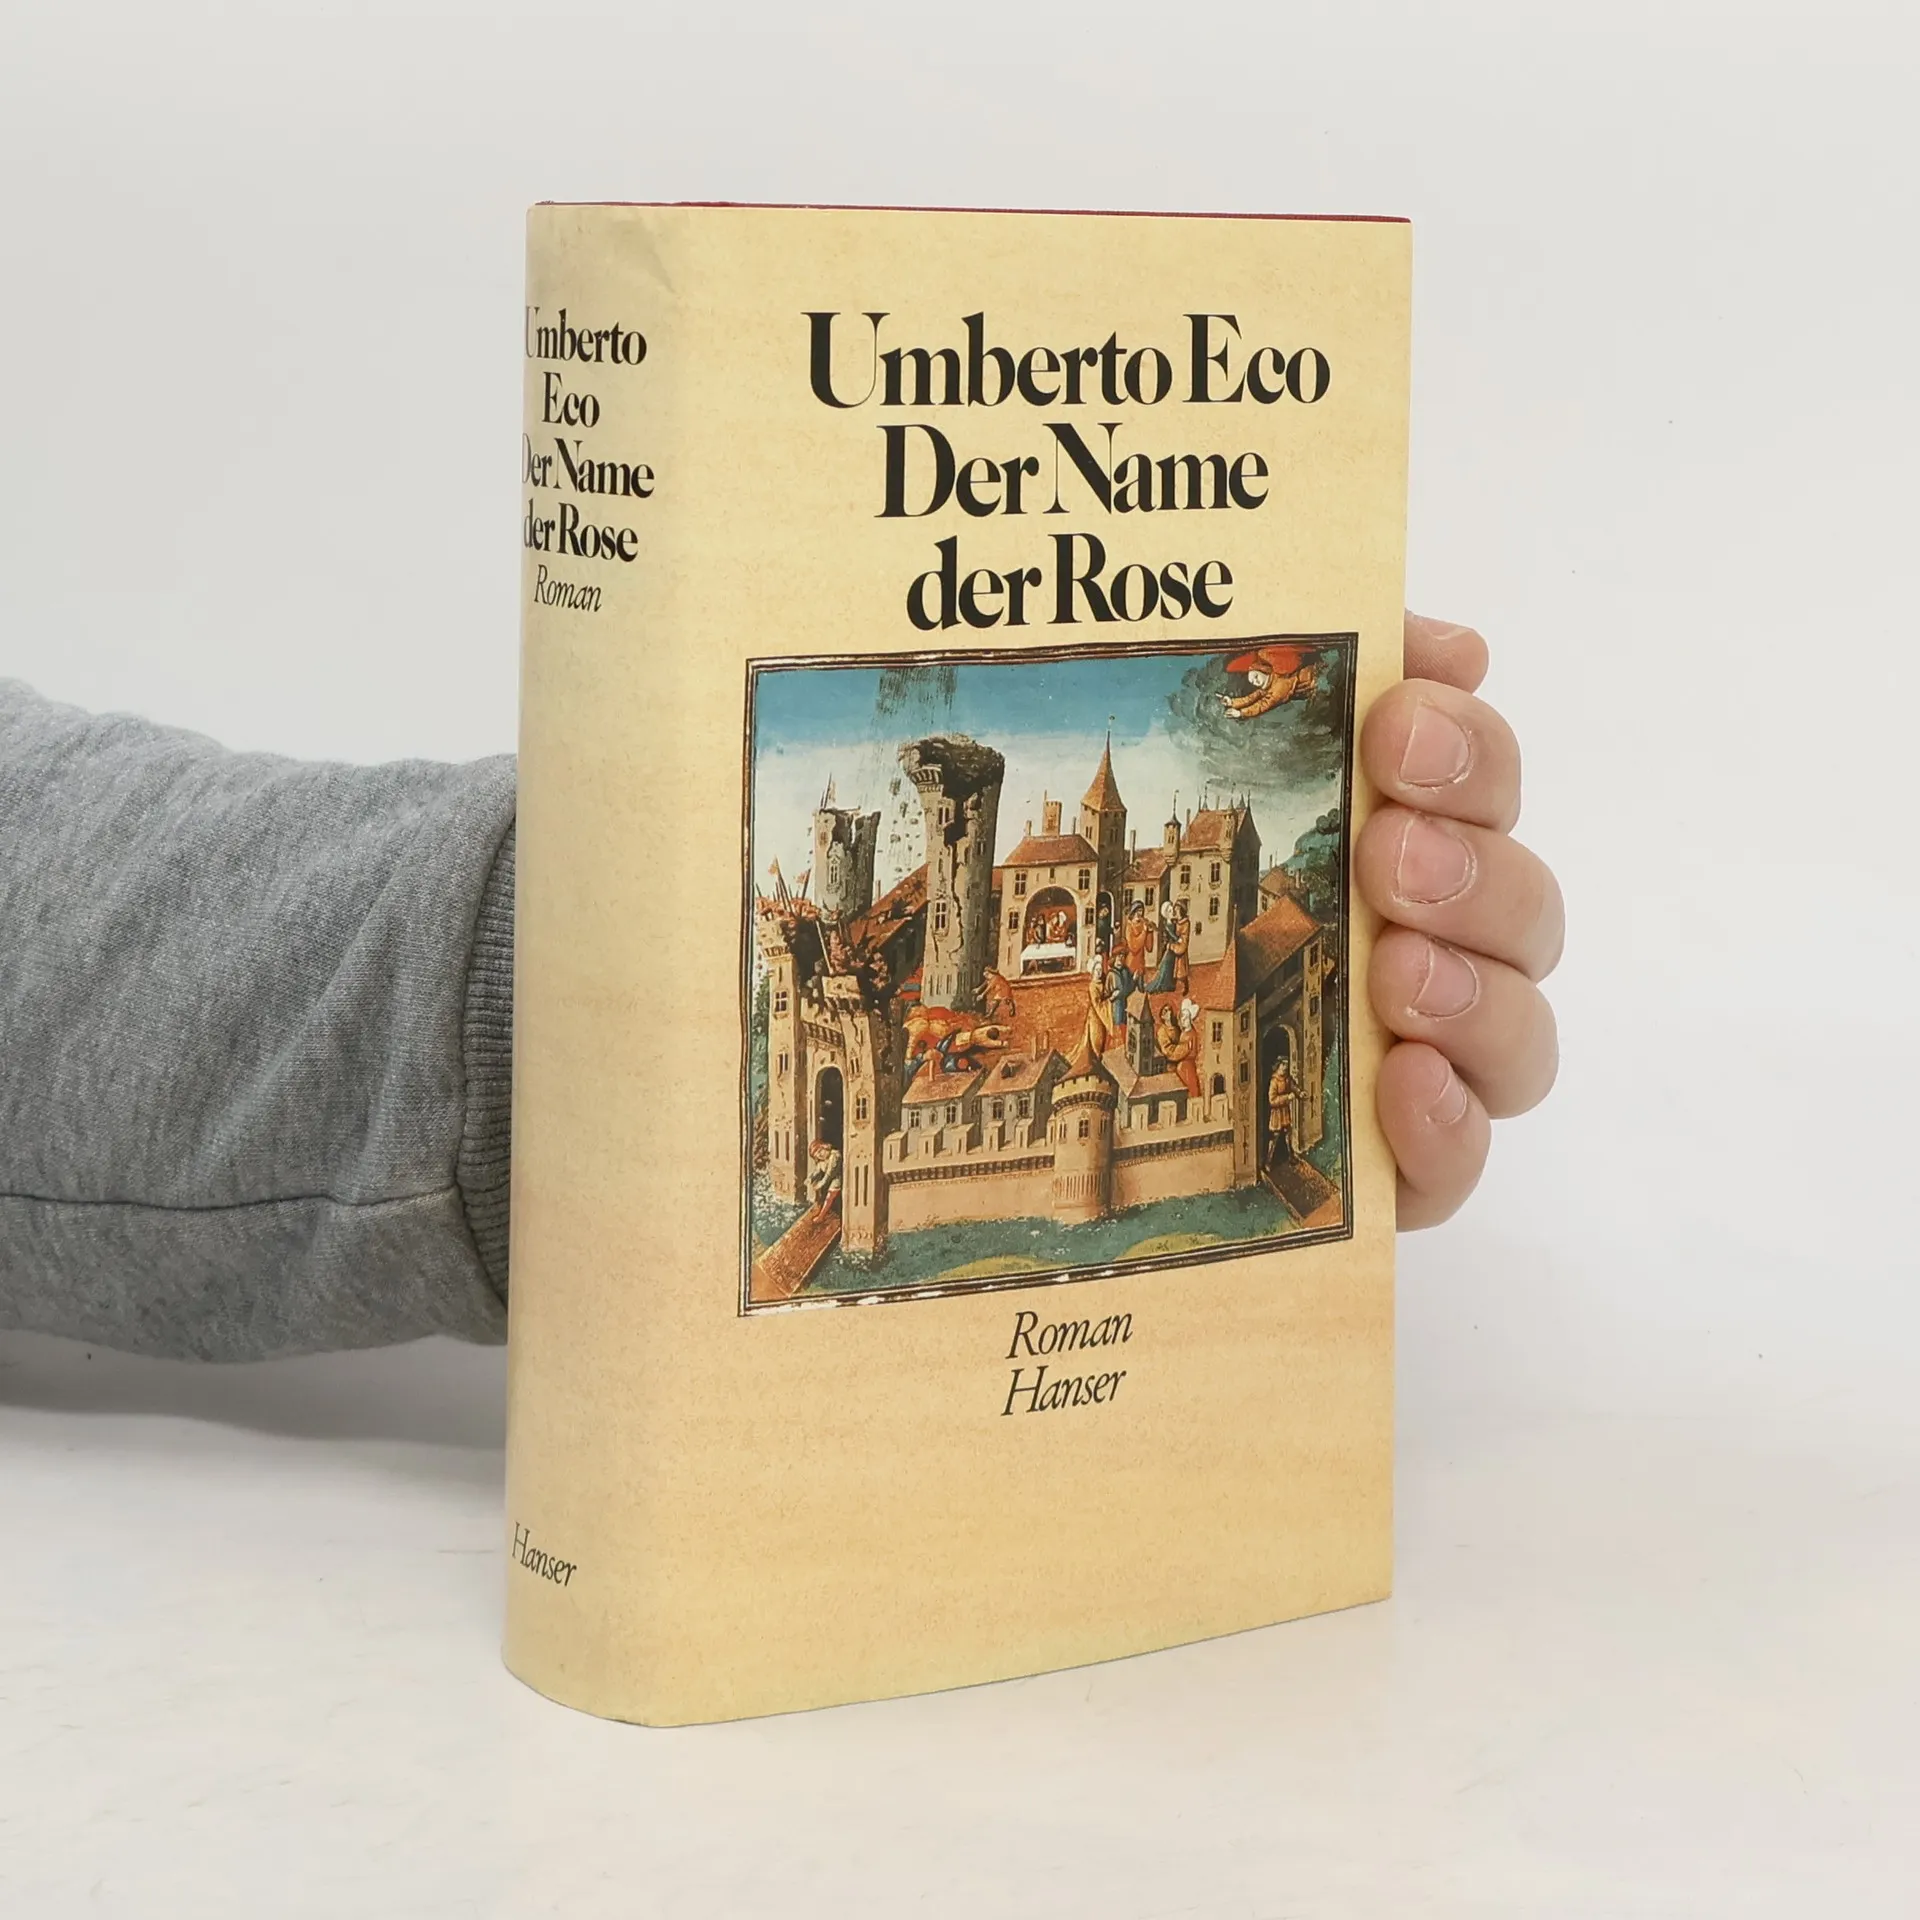 Umberto
Eco
Der Name
der Rose
Roman
Hanser
Umberto Eco
Der Name
der Rose
Roman
Hanser